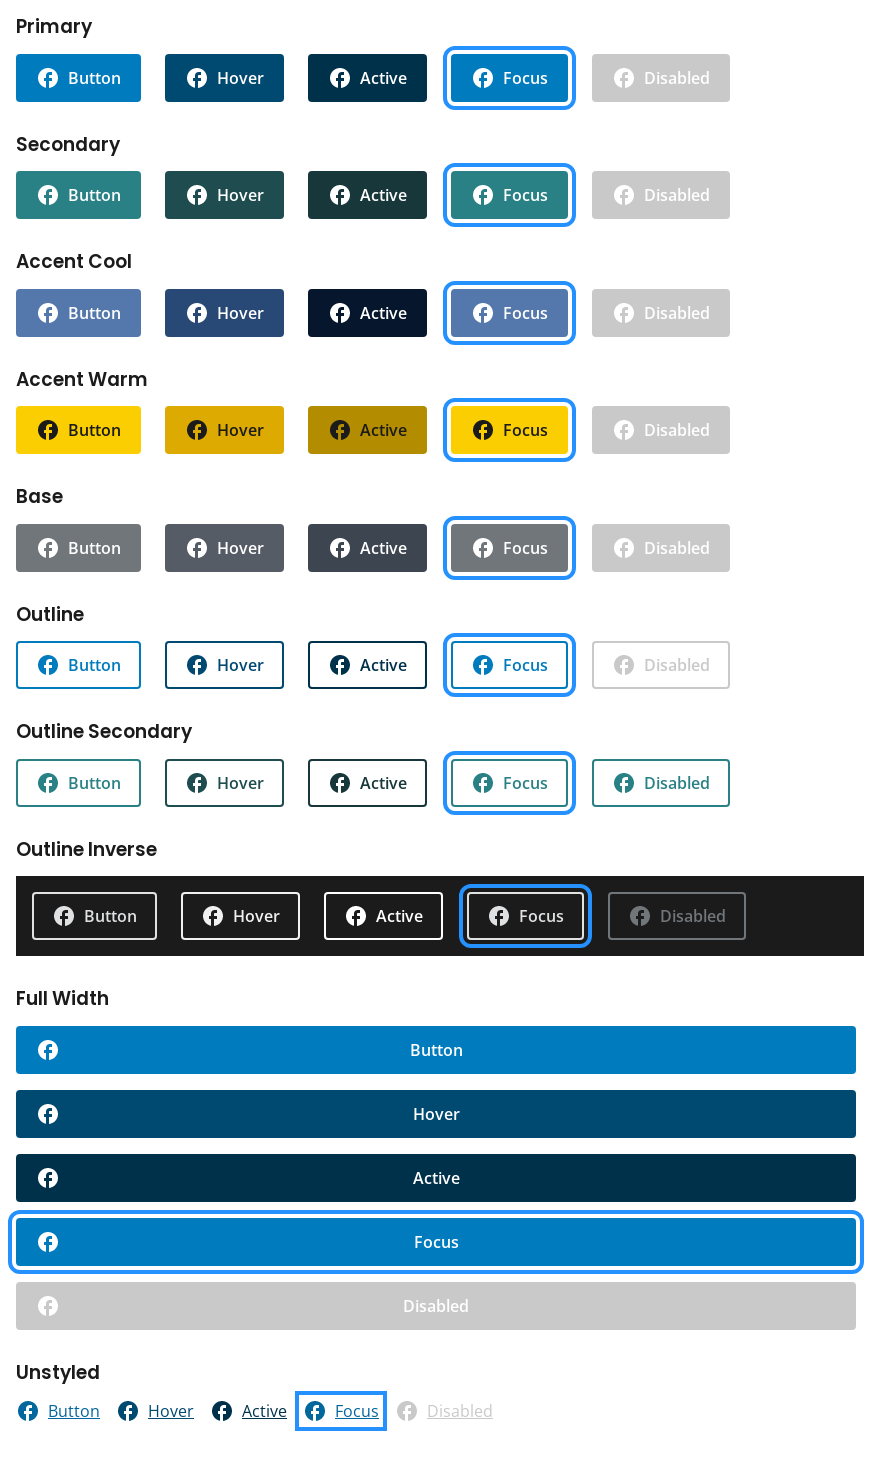 Primary
Button Hover Active Focus Disabled
Secondary
Button Hover Active Focus Disabled
Accent Cool
Button Hover Active Focus Disabled
Accent Warm
Button Hover Active Focus Disabled
Base
Button Hover Active Focus Disabled
Outline
Button Hover Active Focus Disabled
Outline Secondary
Button Hover Active Focus Disabled
Outline Inverse
Button Hover Active Focus Disabled
Full Width
Button
Hover
Active
Focus
Disabled
Unstyled
Button Hover Active Focus Disabled